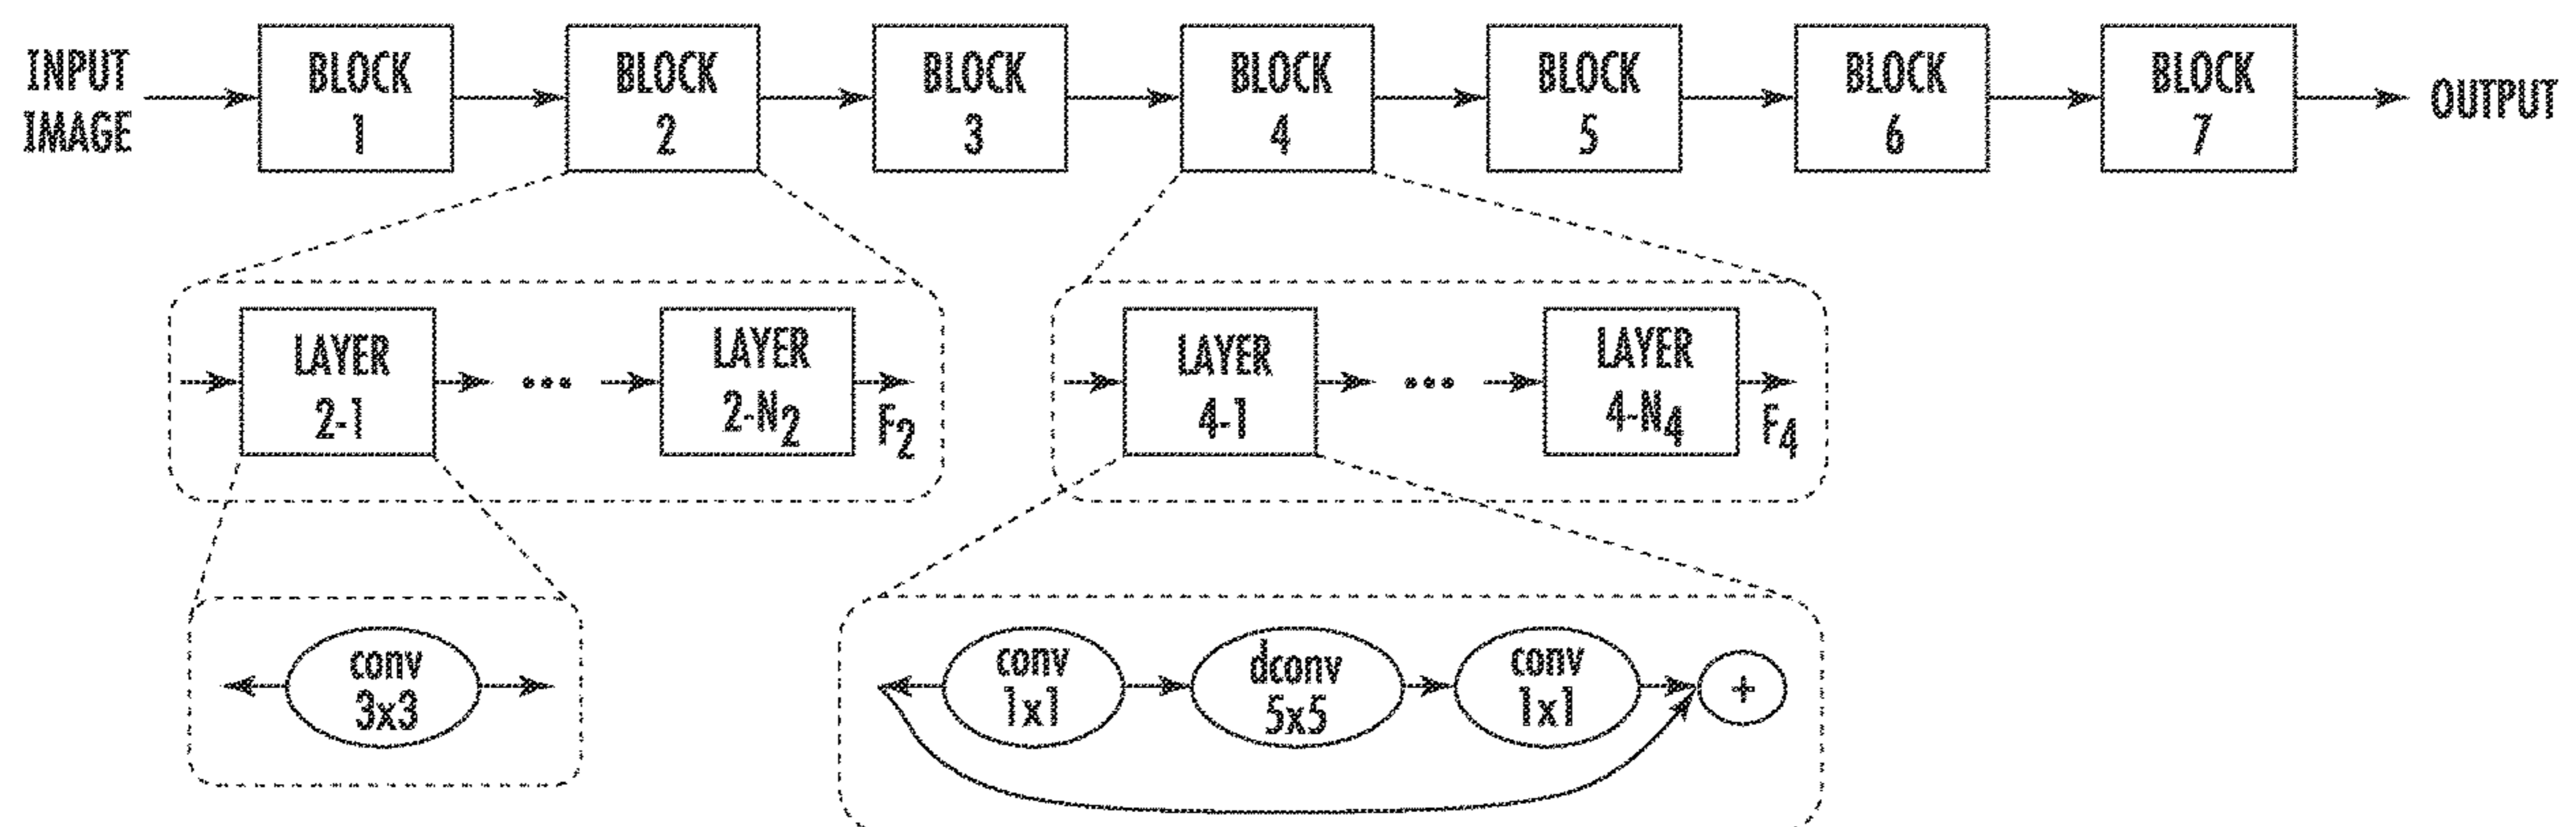 INPUT
IMAGE
BLOCK
1
BLOCK
2
BLOCK
3
BLOCK
4
BLOCK
5
BLOCK
6
BLOCK
7
OUTPUT
LAYER
2-1
•••
LAYER
2-N2
F2
LAYER
4-1
•••
LAYER
4-N4
F4
conv
3x3
conv
1x1
dconv
5x5
conv
1x1
+